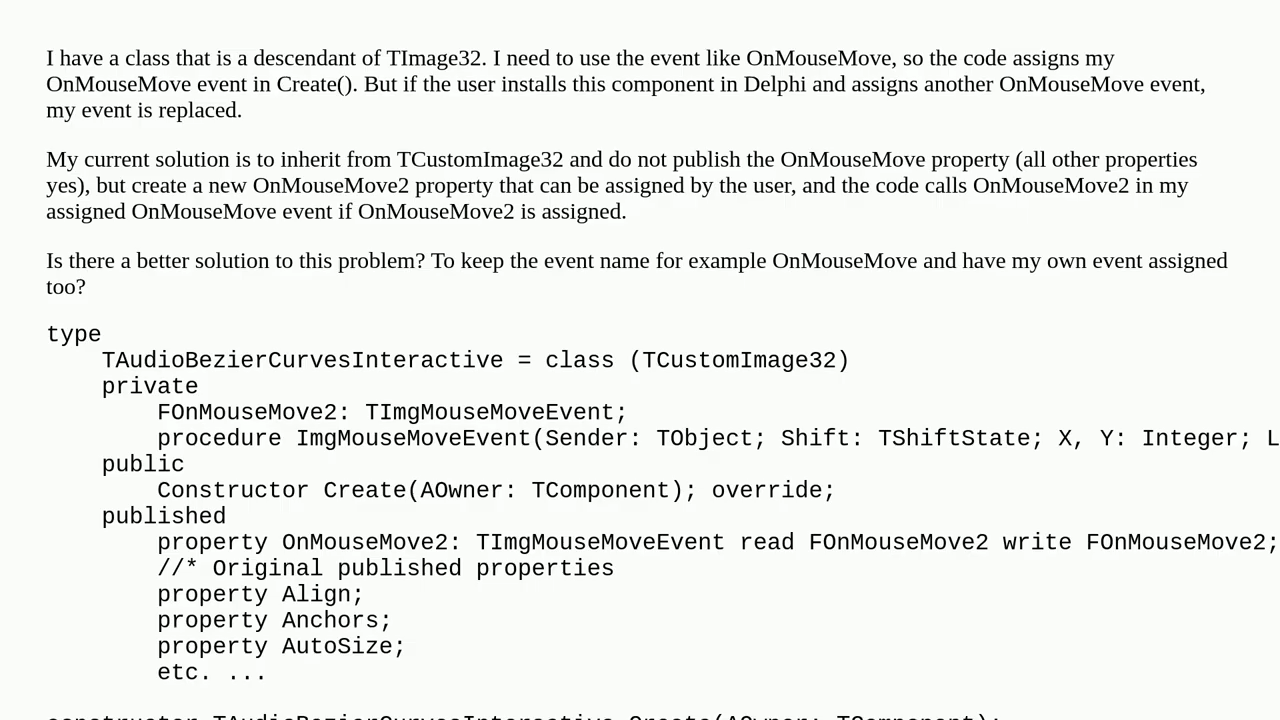 I have a class that is a descendant of TImage32. I need to use the event like OnMouseMove, so the code assigns my
OnMouseMove event in Create(). But if the user installs this component in Delphi and assigns another OnMouseMove event,
my event is replaced.
My current solution is to inherit from TCustomImage32 and do not publish the OnMouseMove property (all other properties
yes), but create a new OnMouseMove2 property that can be assigned by the user, and the code calls OnMouseMove2 in my
assigned OnMouseMove event if OnMouseMove2 is assigned.
Is there a better solution to this problem? To keep the event name for example OnMouseMove and have my own event assigned
too?
type
    TAudioBezierCurvesInteractive = class (TCustomImage32)
    private
        FOnMouseMove2: TImgMouseMoveEvent;
        procedure ImgMouseMoveEvent(Sender: TObject; Shift: TShiftState; X, Y: Integer; L
    public
        Constructor Create(AOwner: TComponent); override;
    published
        property OnMouseMove2: TImgMouseMoveEvent read FOnMouseMove2 write FOnMouseMove2;
        //* Original published properties
        property Align;
        property Anchors;
        property AutoSize;
        etc. ...
constructor TAudioBezierCurvesInteractive.Create(AOwner: TComponent);